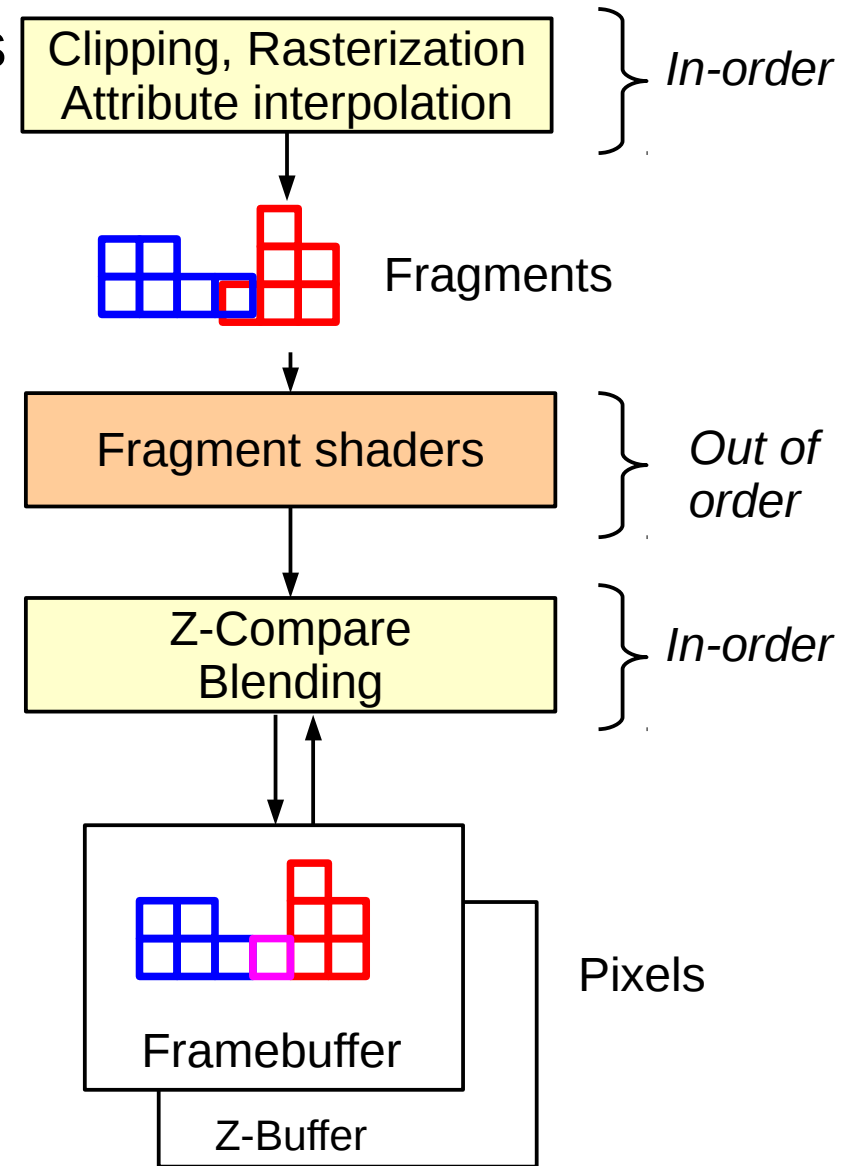 s
Clipping, Rasterization
Attribute interpolation
In-order
Fragments
Fragment shaders
Out of
order
Z-Compare
Blending
In-order
Pixels
Framebuffer
Z-Buffer